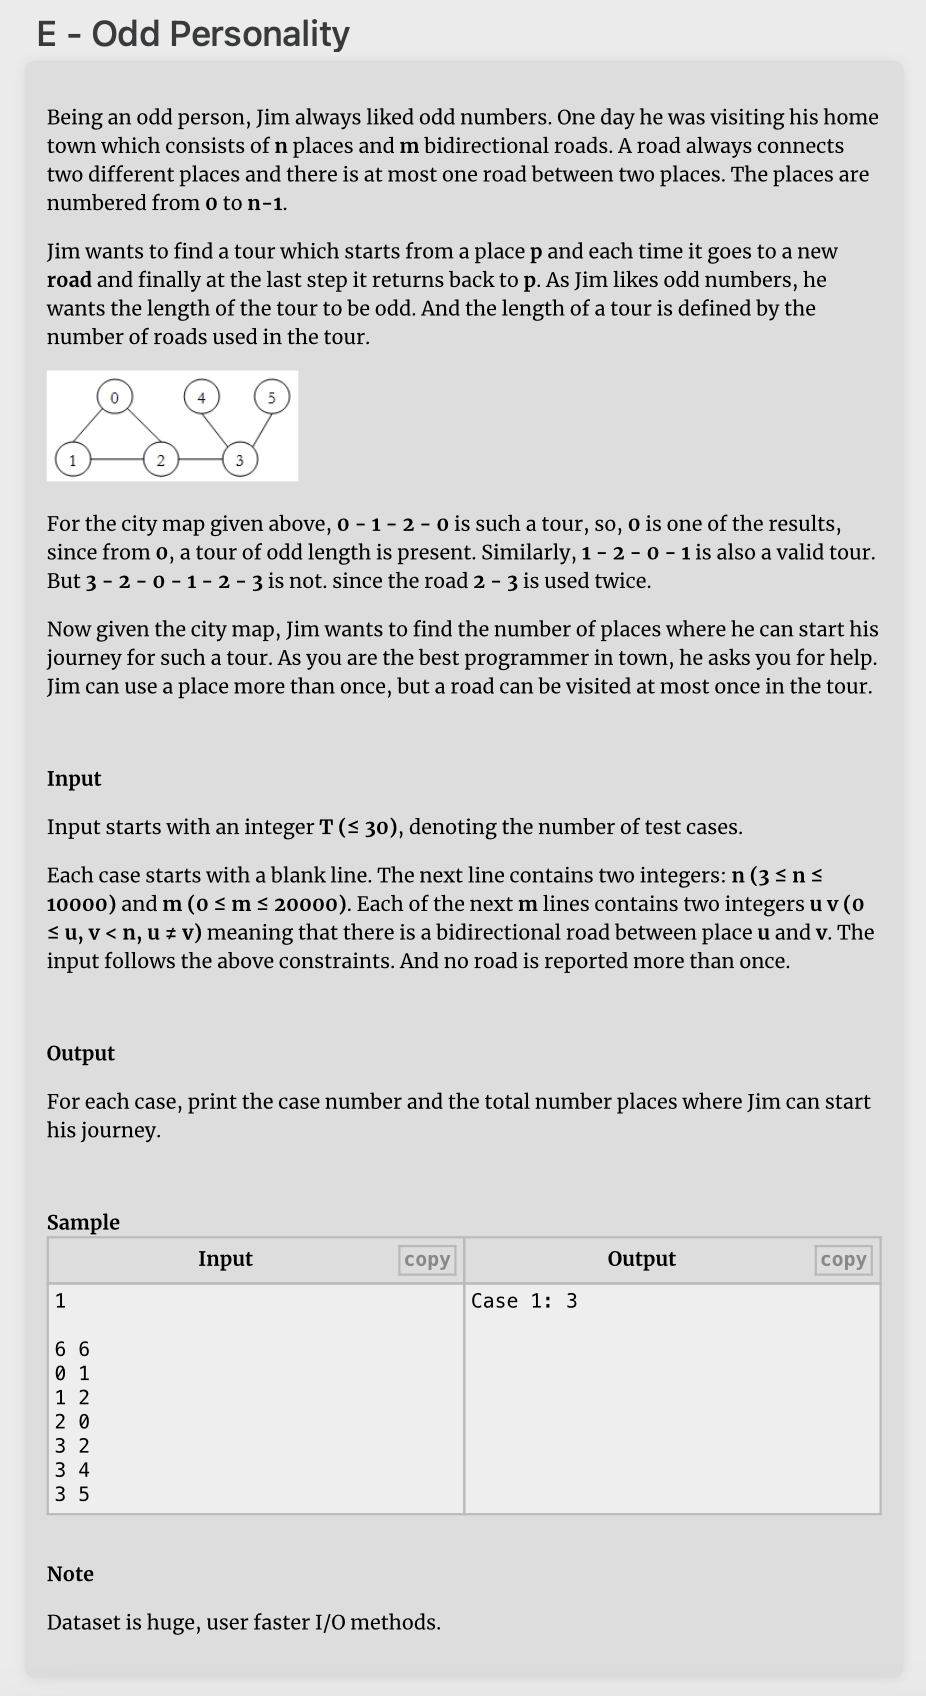 E - Odd Personality
Being an odd person, Jim always liked odd numbers. One day he was visiting his home
town which consists of n places and m bidirectional roads. A road always connects
two different places and there is at most one road between two places. The places are
numbered from 0 to n-1.
Jim wants to find a tour which starts from a place p and each time it goes to a new
road and finally at the last step it returns back to p. As Jim likes odd numbers, he
wants the length of the tour to be odd. And the length of a tour is defined by the
number of roads used in the tour.
0 4 5
1 2 3
For the city map given above, 0 - 1 - 2 - 0 is such a tour, so, 0 is one of the results,
since from 0, a tour of odd length is present. Similarly, 1 - 2 - 0 - 1 is also a valid tour.
But 3 - 2 - 0 - 1 - 2 - 3 is not. since the road 2 - 3 is used twice.
Now given the city map, Jim wants to find the number of places where he can start his
journey for such a tour. As you are the best programmer in town, he asks you for help.
Jim can use a place more than once, but a road can be visited at most once in the tour.
Input
Input starts with an integer T (≤ 30), denoting the number of test cases.
Each case starts with a blank line. The next line contains two integers: n (3 ≤ n ≤
10000) and m (0 ≤ m ≤ 20000). Each of the next m lines contains two integers u v (0
≤ u, v < n, u ≠ v) meaning that there is a bidirectional road between place u and v. The
input follows the above constraints. And no road is reported more than once.
Output
For each case, print the case number and the total number places where Jim can start
his journey.
Sample
Input copy Output copy
1 Case 1: 3
6 6
0 1
1 2
2 0
3 2
3 4
3 5
Note
Dataset is huge, user faster I/O methods.